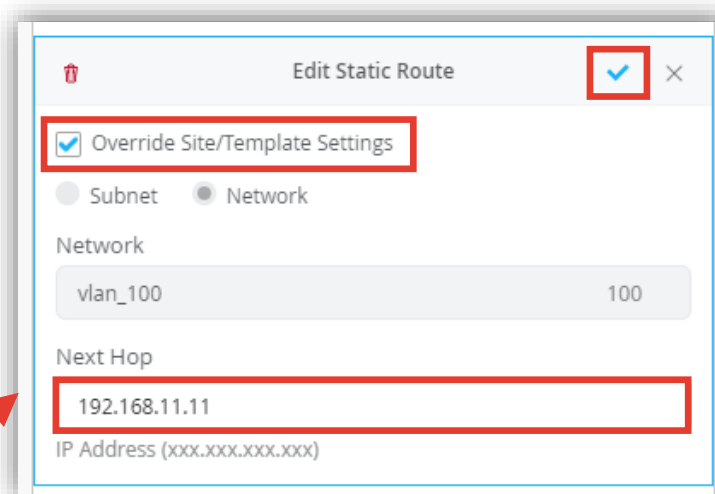 Edit Static Route
Override Site/Template Settings
Subnet Network
Network
vlan_100 100
Next Hop
192.168.11.11
IP Address (xxx.xxx.xxx.xxx)